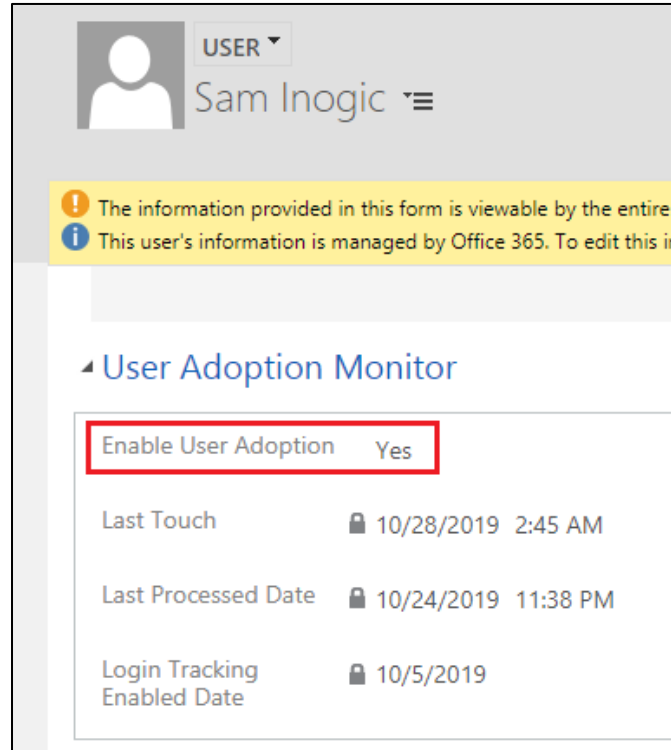 USER
Sam Inogic
The information provided in this form is viewable by the entire
This user's information is managed by Office 365. To edit this
User Adoption Monitor
Enable User Adoption Yes
Last Touch 10/28/2019 2:45 AM
Last Processed Date 10/24/2019 11:38 PM
Login Tracking
Enabled Date 10/5/2019